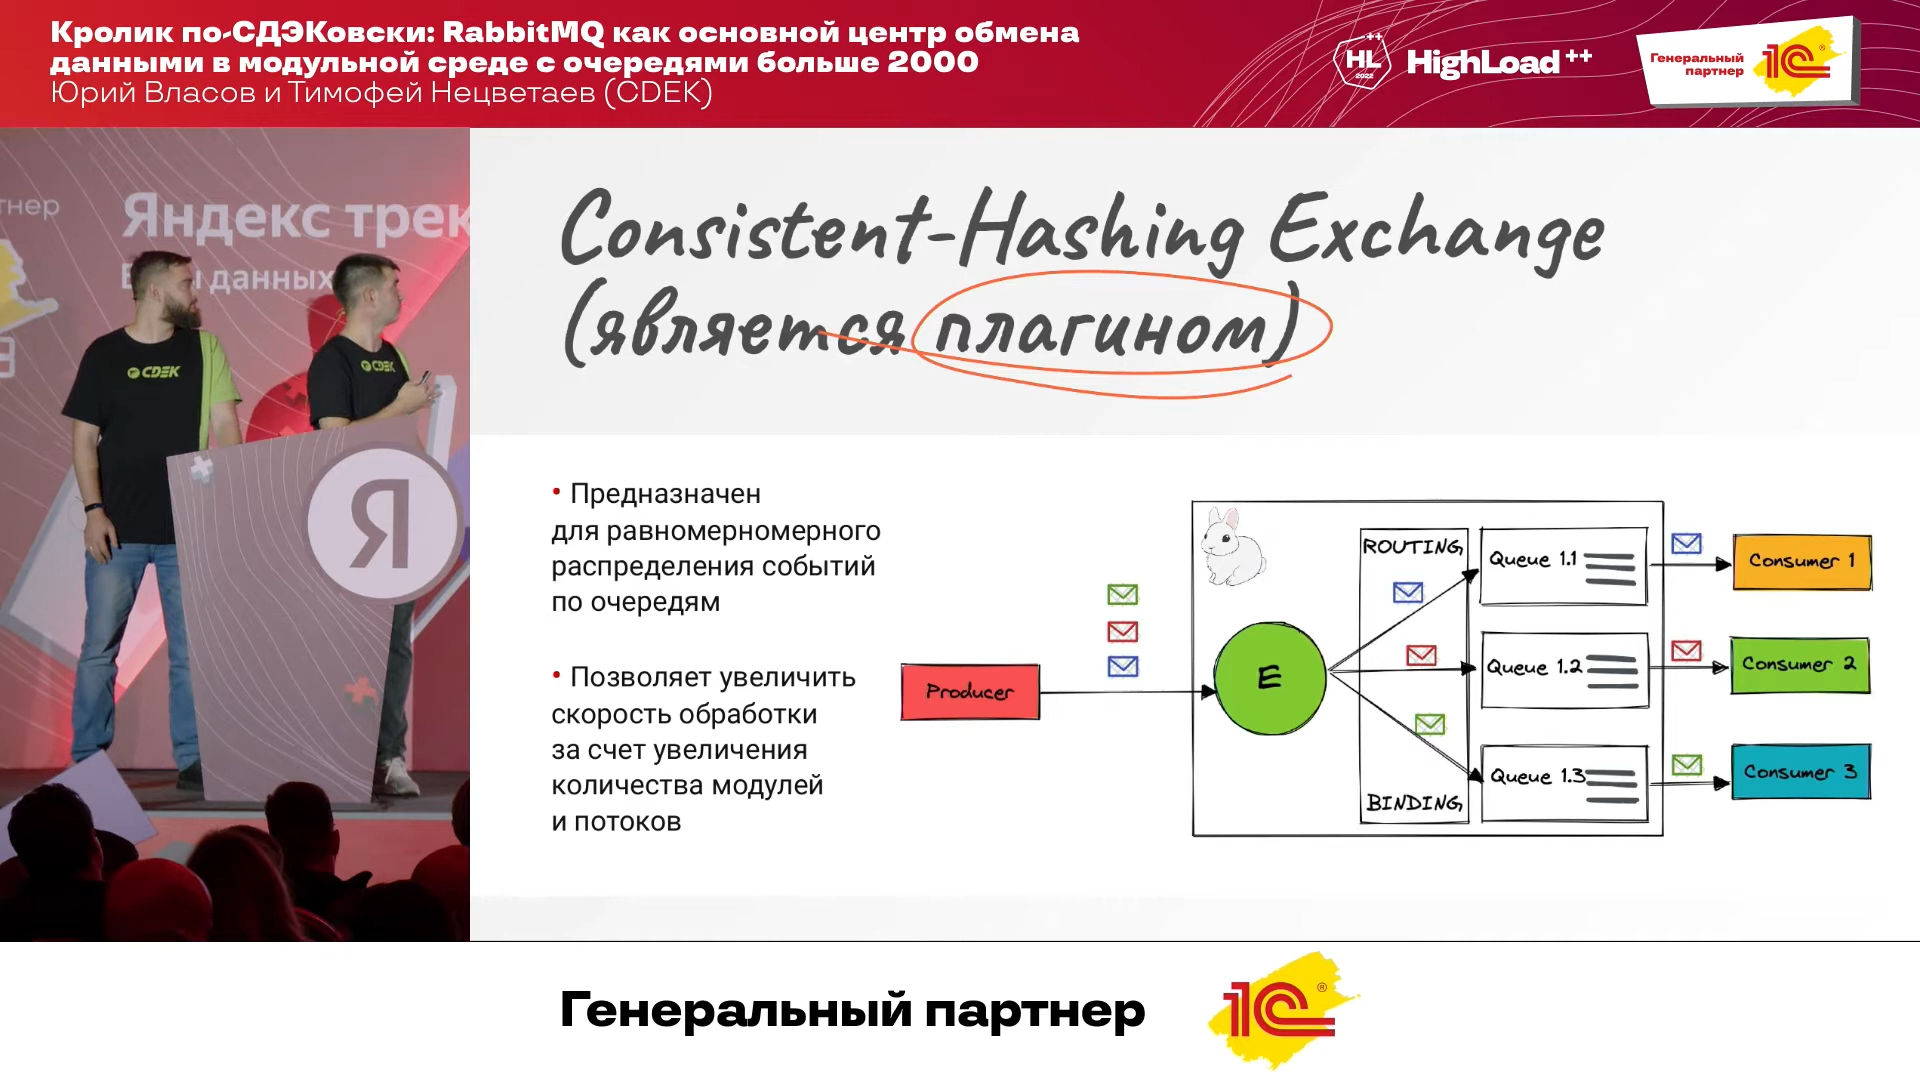 Кролик по-СДЭКовски: RabbitMQ как основной центр обмена
данными в модульной среде с очередями больше 2000
Юрий Власов и Тимофей Нецветаев (CDEK)
HL++
2022
HighLoad++
Генеральный
партнер
1С®
Яндекс трек
данных
CDEK
CDEK
Я
Consistent-Hashing Exchange
(является плагином)
• Предназначен
для равномерномерного
распределения событий
по очередям
• Позволяет увеличить
скорость обработки
за счет увеличения
количества модулей
и потоков
Producer
E
ROUTING
BINDING
Queue 1.1
Queue 1.2
Queue 1.3
Consumer 1
Consumer 2
Consumer 3
Генеральный партнер
1С®